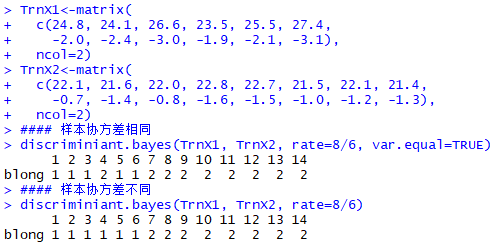 > TrnX1<-matrix(
+    c(24.8, 24.1, 26.6, 23.5, 25.5, 27.4,
+      -2.0, -2.4, -3.0, -1.9, -2.1, -3.1),
+    ncol=2)
> TrnX2<-matrix(
+    c(22.1, 21.6, 22.0, 22.8, 22.7, 21.5, 22.1, 21.4,
+      -0.7, -1.4, -0.8, -1.6, -1.5, -1.0, -1.2, -1.3),
+    ncol=2)
> #### 样本协方差相同
> discriminiant.bayes(TrnX1, TrnX2, rate=8/6, var.equal=TRUE)
      1 2 3 4 5 6 7 8 9 10 11 12 13 14
blong 1 1 1 2 1 1 2 2 2  2  2  2  2  2
> #### 样本协方差不同
> discriminiant.bayes(TrnX1, TrnX2, rate=8/6)
      1 2 3 4 5 6 7 8 9 10 11 12 13 14
blong 1 1 1 1 1 1 2 2 2  2  2  2  2  2